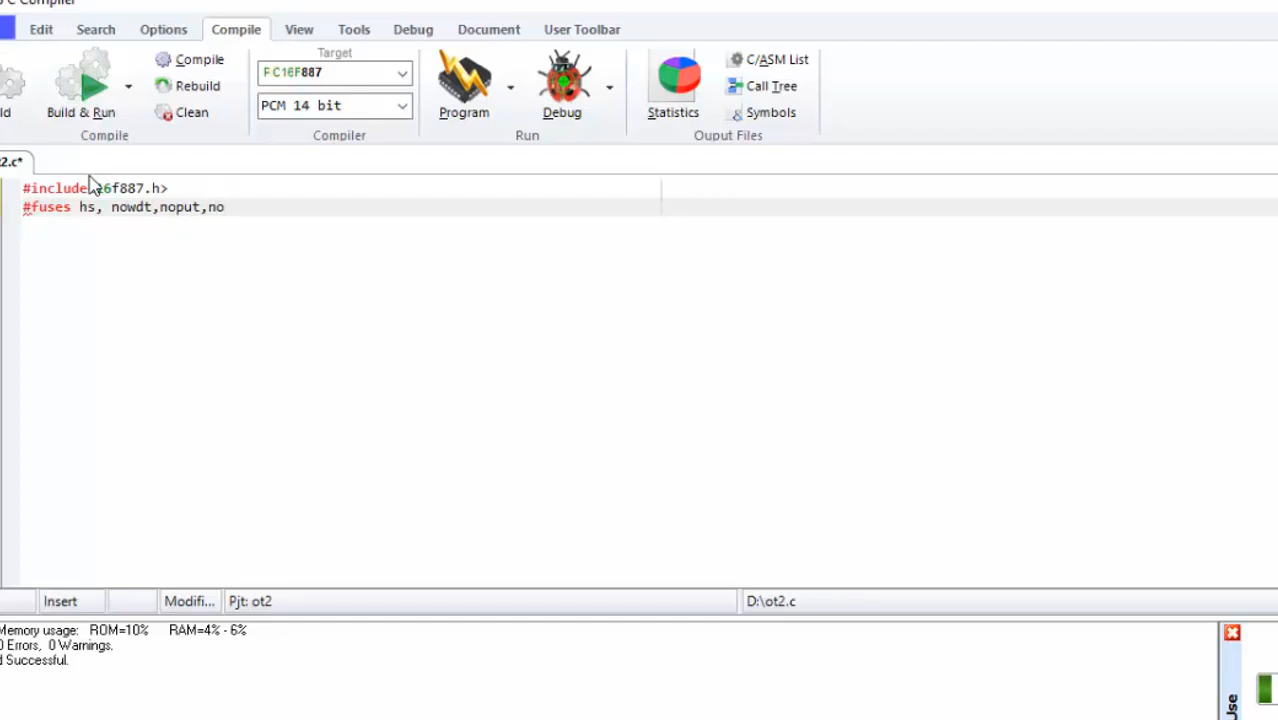 C Compiler
Edit Search Options Compile View Tools Debug Document User Toolbar
Target
Compile
PIC16F887
C/ASM List
Rebuild
Call Tree
Build & Run
Clean
PCM 14 bit
Program
Debug
Statistics
Symbols
Compile
Compiler
Run
Ouput Files
t2.c*
#include 16f887.h>
#fuses hs, nowdt,noput,no
Insert
Modifi...
Pjt: ot2
D:\ot2.c
Memory usage: ROM=10% RAM=4% - 6%
0 Errors, 0 Warnings.
Successful.
Use